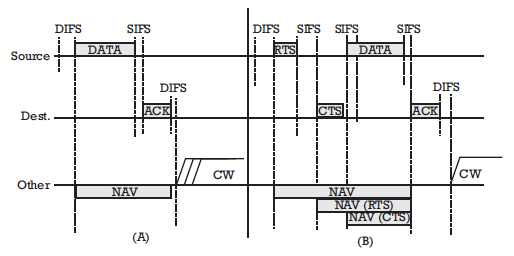 DIFS SIFS DIFS SIFS SIFS SIFS
Source DATA RTS DATA
DIFS DIFS
Dest. ACK CTS ACK
CW CW
Other NAV NAV
NAV (RTS)
NAV (CTS)
(A) (B)